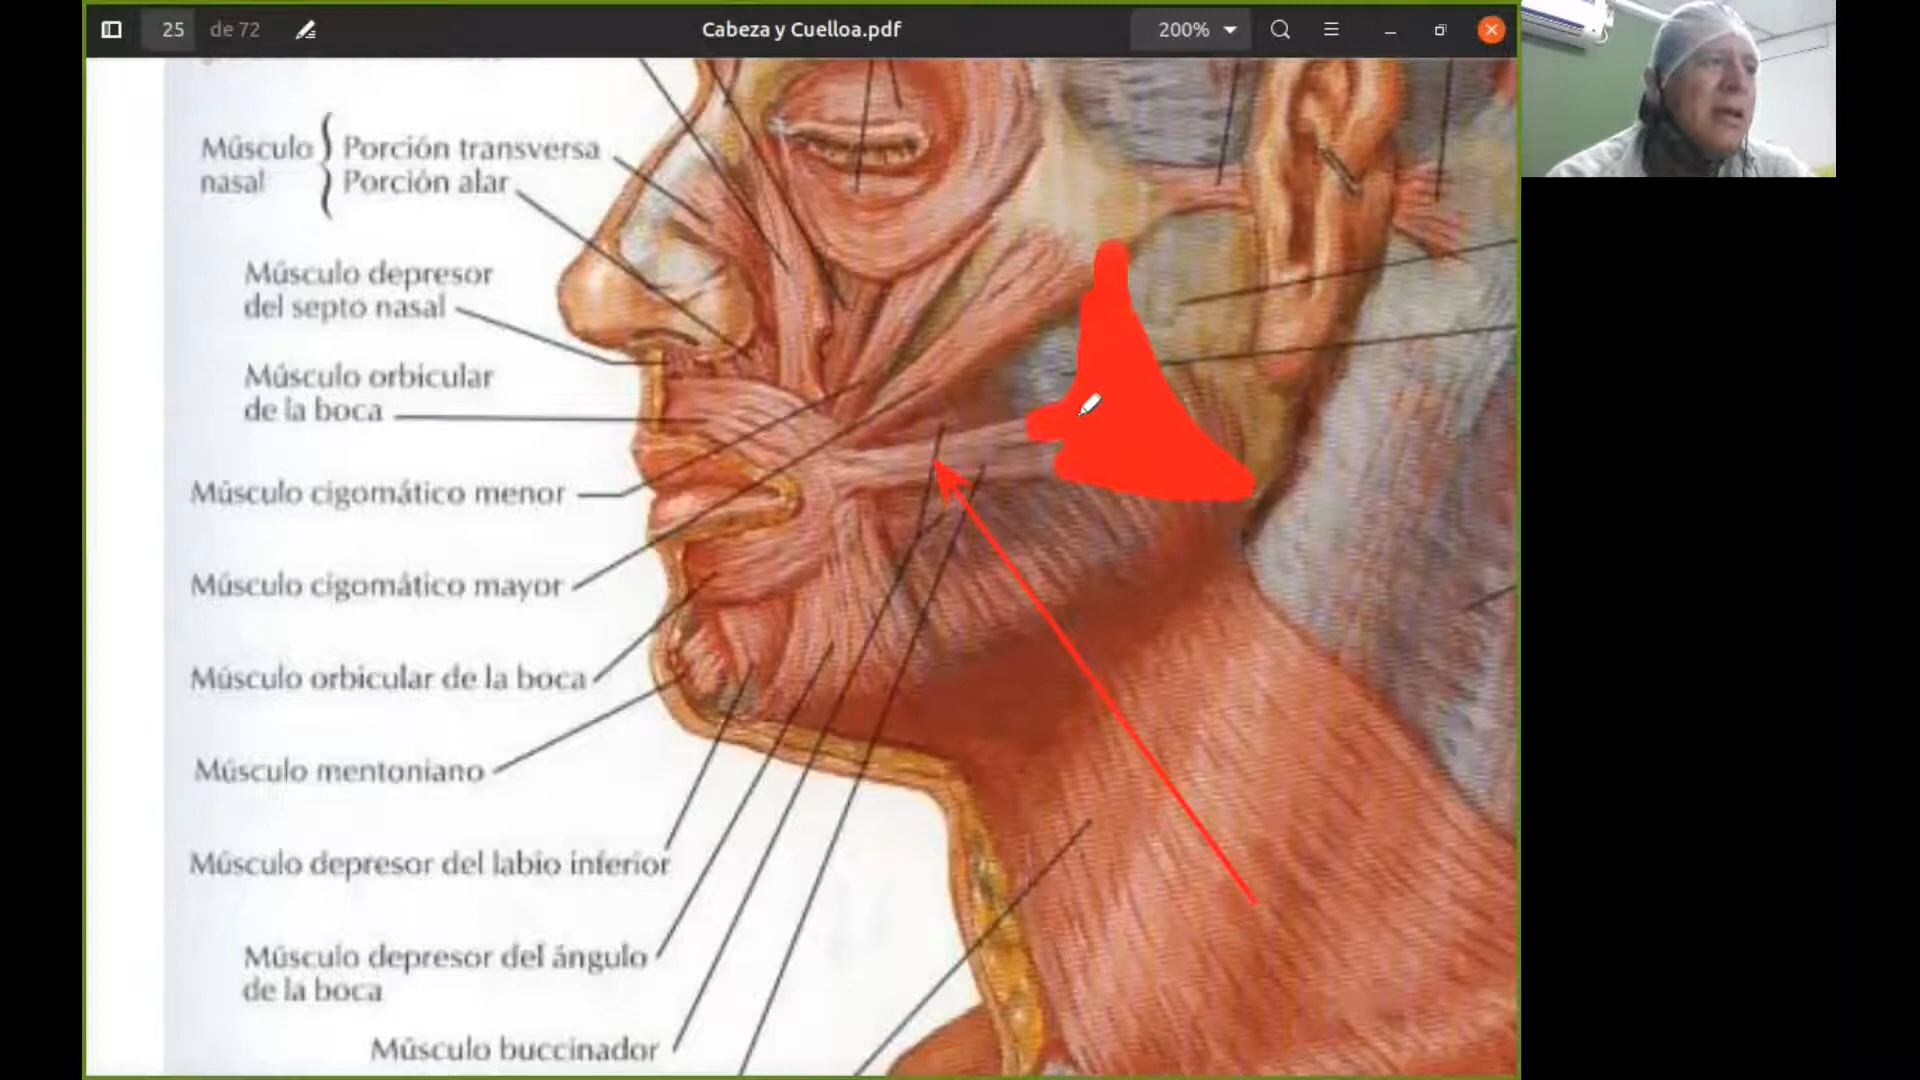 25 de 72
Cabeza y Cuelloa.pdf
200%
Músculo nasal
Porción transversa
Porción alar
Músculo depresor
del septo nasal
Músculo orbicular
de la boca
Músculo cigomático menor
Músculo cigomático mayor
Músculo orbicular de la boca
Músculo mentoniano
Músculo depresor del labio inferior
Músculo depresor del ángulo
de la boca
Músculo buccinador